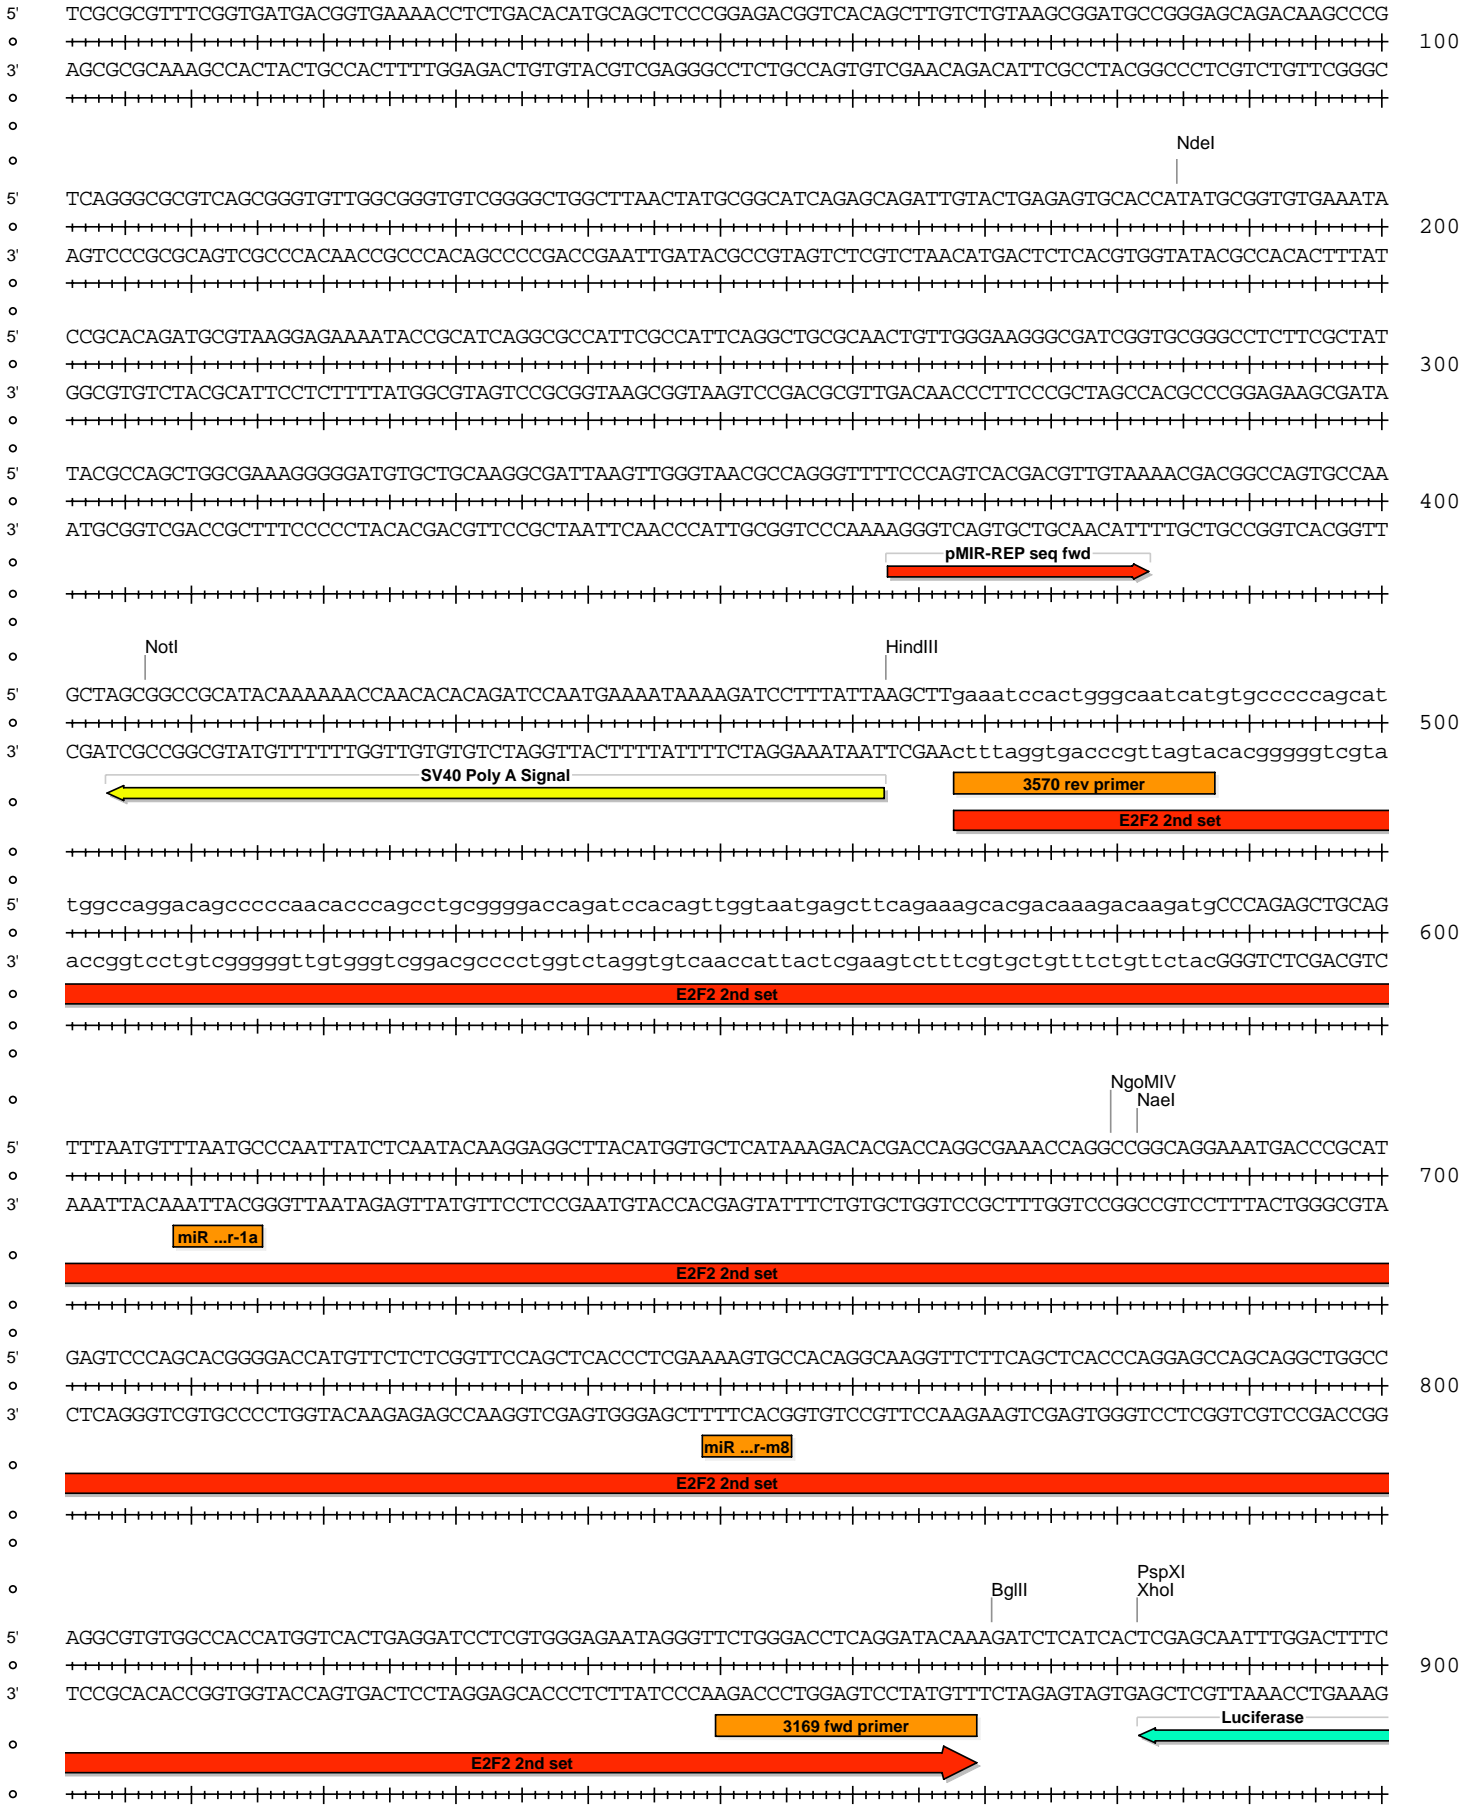 5' TCGCGCGTTTCGGTGATGACGGTGAAAACCTCTGACACATGCAGCTCCCGGAGACGGTCACAGCTTGTCTGTAAGCGGATGCCGGGAGCAGACAAGCCCG
100
3' AGCGCGCAAAGCCACTACTGCCACTTTTGGAGACTGTGTACGTCGAGGGCCTCTGCCAGTGTCGAACAGACATTCGCCTACGGCCCTCGTCTGTTCGGGC
NdeI
5' TCAGGGCGCGTCAGCGGGTGTTGGCGGGTGTCGGGGCTGGCTTAACTATGCGGCATCAGAGCAGATTGTACTGAGAGTGCACCATATGCGGTGTGAAATA
200
3' AGTCCCGCGCAGTCGCCCACAACCGCCCACAGCCCCGACCGAATTGATACGCCGTAGTCTCGTCTAACATGACTCTCACGTGGTATACGCCACACTTTAT
5' CCGCACAGATGCGTAAGGAGAAAATACCGCATCAGGCGCCATTCGCCATTCAGGCTGCGCAACTGTTGGGAAGGGCGATCGGTGCGGGCCTCTTCGCTAT
300
3' GGCGTGTCTACGCATTCCTCTTTTATGGCGTAGTCCGCGGTAAGCGGTAAGTCCGACGCGTTGACAACCCTTCCCGCTAGCCACGCCCGGAGAAGCGATA
5' TACGCCAGCTGGCGAAAGGGGGATGTGCTGCAAGGCGATTAAGTTGGGTAACGCCAGGGTTTTCCCAGTCACGACGTTGTAAAACGACGGCCAGTGCCAA
400
3' ATGCGGTCGACCGCTTTCCCCCTACACGACGTTCCGCTAATTCAACCCATTGCGGTCCCAAAAGGGTCAGTGCTGCAACATTTTGCTGCCGGTCACGGTT
pMIR-REP seq fwd
NotI HindIII
5' GCTAGCGGCCGCATACAAAAAACCAACACACAGATCCAATGAAAATAAAAGATCCTTTATTAAGCTTgaaatccactgggcaatcatgtgcccccagcat
500
3' CGATCGCCGGCGTATGTTTTTTGGTTGTGTGTCTAGGTTACTTTTATTTTCTAGGAAATAATTCGAActttaggtgacccgttagtacacgggggtcgta
SV40 Poly A Signal
3570 rev primer
E2F2 2nd set
5' tggccaggacagcccccaacacccagcctgcggggaccagatccacagttggtaatgagcttcagaaagcacgacaaagacaagatgCCCAGAGCTGCAG
600
3' accggtcctgtcgggggttgtgggtcggacgcccctggtctaggtgtcaaccattactcgaagtctttcgtgctgtttctgttctacGGGTCTCGACGTC
E2F2 2nd set
NgoMIV
NaeI
5' TTTAATGTTTAATGCCCAATTATCTCAATACAAGGAGGCTTACATGGTGCTCATAAAGACACGACCAGGCGAAACCAGGCCGGCAGGAAATGACCCGCAT
700
3' AAATTACAAATTACGGGTTAATAGAGTTATGTTCCTCCGAATGTACCACGAGTATTTCTGTGCTGGTCCGCTTTGGTCCGGCCGTCCTTTACTGGGCGTA
miR ...r-1a
E2F2 2nd set
5' GAGTCCCAGCACGGGGACCATGTTCTCTCGGTTCCAGCTCACCCTCGAAAAGTGCCACAGGCAAGGTTCTTCAGCTCACCCAGGAGCCAGCAGGCTGGCC
800
3' CTCAGGGTCGTGCCCCTGGTACAAGAGAGCCAAGGTCGAGTGGGAGCTTTTCACGGTGTCCGTTCCAAGAAGTCGAGTGGGTCCTCGGTCGTCCGACCGG
miR ...r-m8
E2F2 2nd set
PspXI
BglII XhoI
5' AGGCGTGTGGCCACCATGGTCACTGAGGATCCTCGTGGGAGAATAGGGTTCTGGGACCTCAGGATACAAAGATCTCATCACTCGAGCAATTTGGACTTTC
900
3' TCCGCACACCGGTGGTACCAGTGACTCCTAGGAGCACCCTCTTATCCCAAGACCCTGGAGTCCTATGTTTCTAGAGTAGTGAGCTCGTTAAACCTGAAAG
3169 fwd primer
Luciferase
E2F2 2nd set